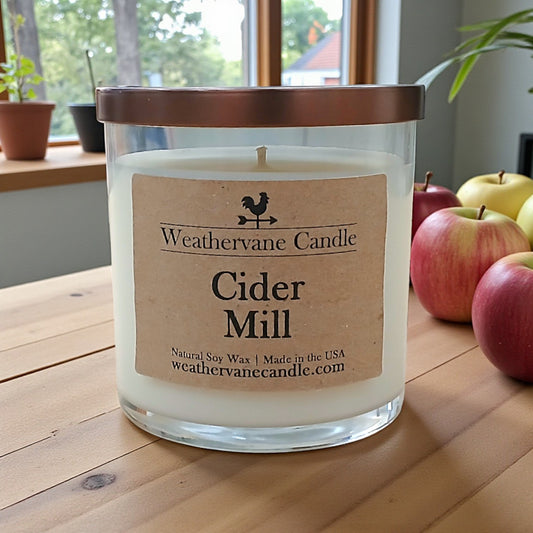 Weathervane Candle
Cider
Mill
Natural Soy Wax | Made in the USA
weathervanecandle.com